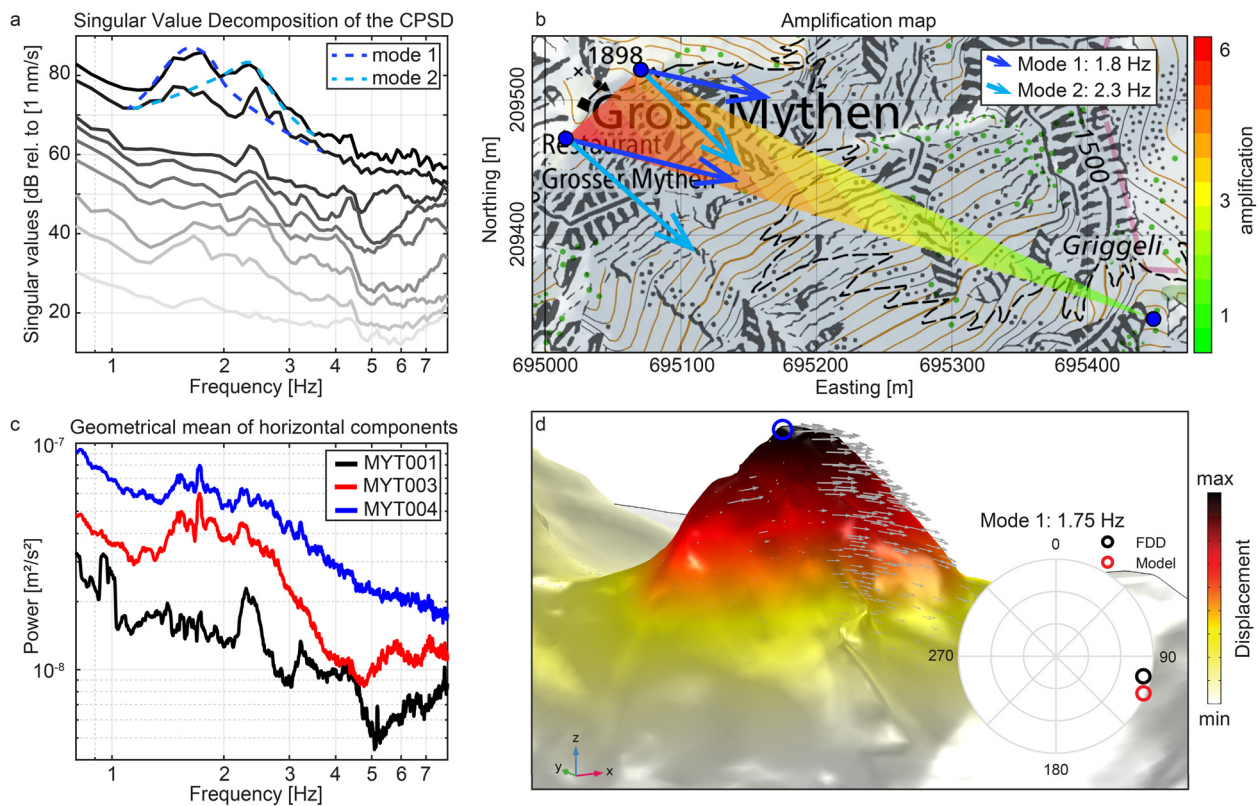 a
Singular Value Decomposition of the CPSD
mode 1
mode 2
80
60
40
20
Singular values [dB rel. to [1 nm/s]
1
2
3
4
5
6
7
Frequency [Hz]
b
Amplification map
1898
Gross Mythen
Restaurant
Grosser Mythen
1500
Griggeli
Mode 1: 1.8 Hz
Mode 2: 2.3 Hz
209500
209400
Northing [m]
695000
695100
695200
695300
695400
Easting [m]
6
3
1
amplification
c
Geometrical mean of horizontal components
MYT001
MYT003
MYT004
10-7
10-8
Power [m²/s²]
1
2
3
4
5
6
7
Frequency [Hz]
d
Mode 1: 1.75 Hz
FDD
Model
0
90
180
270
z
y
x
max
Displacement
min